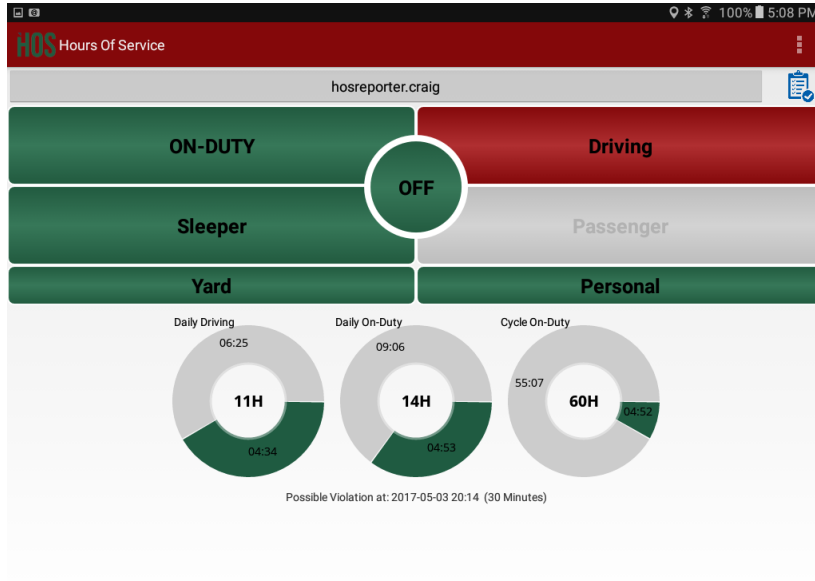 100% 5:08 PM
HOS Hours Of Service
hosreporter.craig
ON-DUTY
Driving
OFF
Sleeper
Passenger
Yard
Personal
Daily Driving
Daily On-Duty
Cycle On-Duty
06:25
09:06
55:07
11H
14H
60H
04:52
04:34
04:53
Possible Violation at: 2017-05-03 20:14 (30 Minutes)